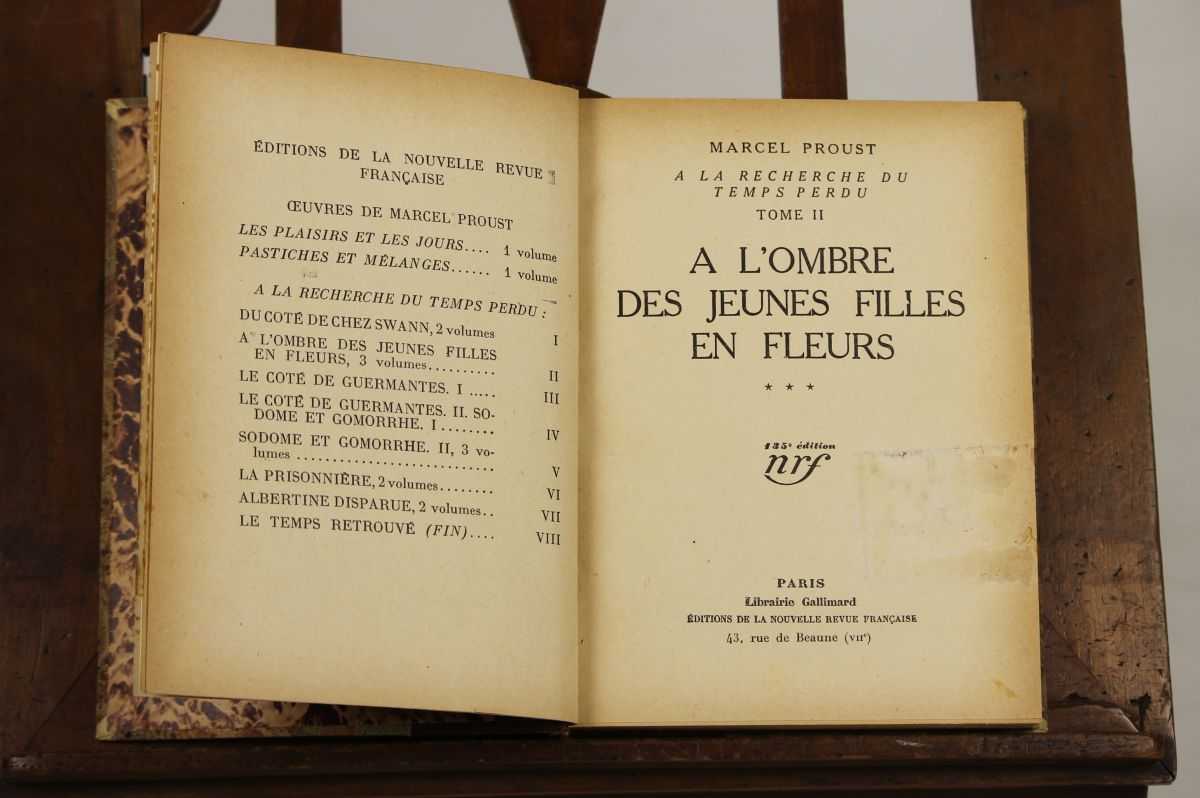 ÉDITIONS DE LA NOUVELLE REVUE
FRANÇAISE
ŒUVRES DE MARCEL PROUST
LES PLAISIRS ET LES JOURS.... 1 volume
PASTICHES ET MÉLANGES...... 1 volume
A LA RECHERCHE DU TEMPS PERDU :
DU COTÉ DE CHEZ SWANN, 2 volumes I
A L'OMBRE DES JEUNES FILLES
EN FLEURS, 3 volumes.......... II
LE COTÉ DE GUERMANTES. I ..... III
LE COTÉ DE GUERMANTES. II. SO-
DOME ET GOMORRHE. I ........ IV
SODOME ET GOMORRHE. II, 3 vo-
lumes ............................ V
LA PRISONNIÈRE, 2 volumes........ VI
ALBERTINE DISPARUE, 2 volumes.. VII
LE TEMPS RETROUVÉ (FIN).... VIII
MARCEL PROUST
A LA RECHERCHE DU
TEMPS PERDU
TOME II
A L'OMBRE
DES JEUNES FILLES
EN FLEURS
* * *
135e édition
nrf
PARIS
Librairie Gallimard
ÉDITIONS DE LA NOUVELLE REVUE FRANÇAISE
43, rue de Beaune (VIIe)